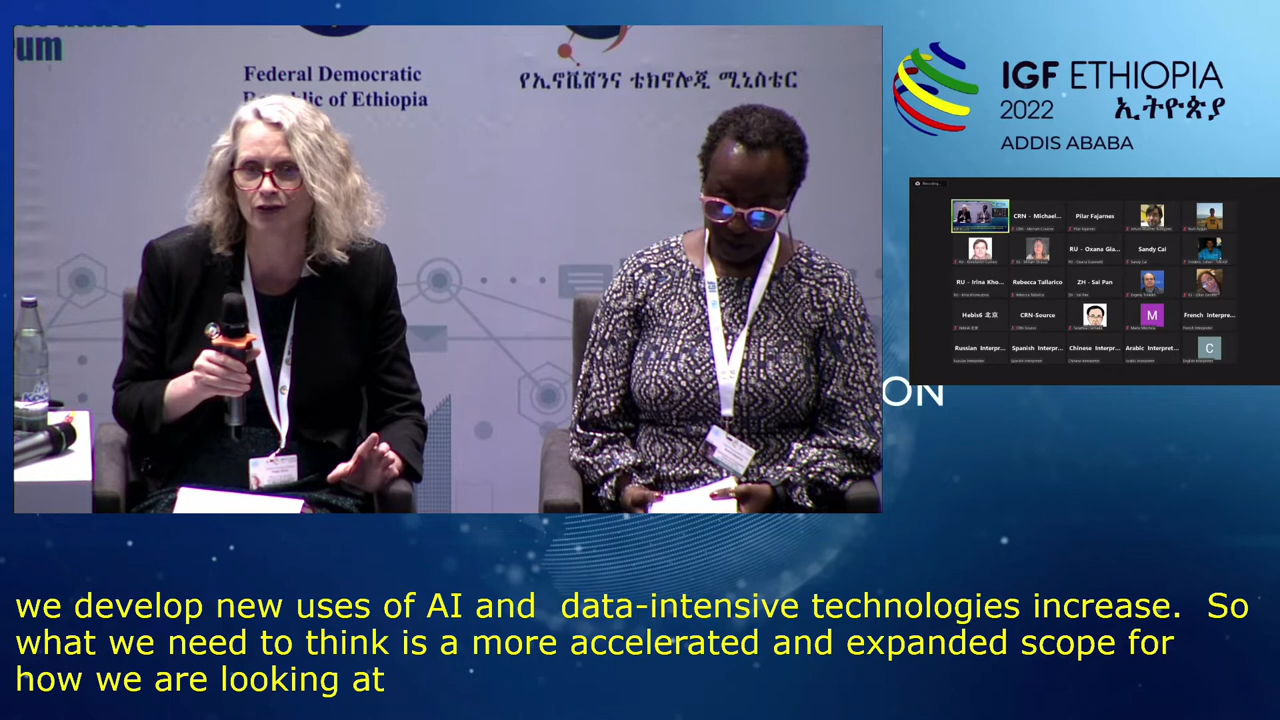 um
Federal Democratic
Republic of Ethiopia
የኢኖቬሽንና ቴክኖሎጂ ሚኒስቴር
IGF ETHIOPIA
2022 ኢትዮጵያ
ADDIS ABABA
Recording...
CRN - Michael...
Pilar Fajarnes
RU - Oxana Gia...
Sandy Cai
RU - Irina Kho...
Rebecca Tallarico
ZH - Sai Pan
Hebis6 北京
CRN-Source
M
French Interpre...
Russian Interpr...
Spanish Interpr...
Chinese Interpr...
Arabic Interpret...
C
ON
we develop new uses of AI and data-intensive technologies increase. So
what we need to think is a more accelerated and expanded scope for
how we are looking at